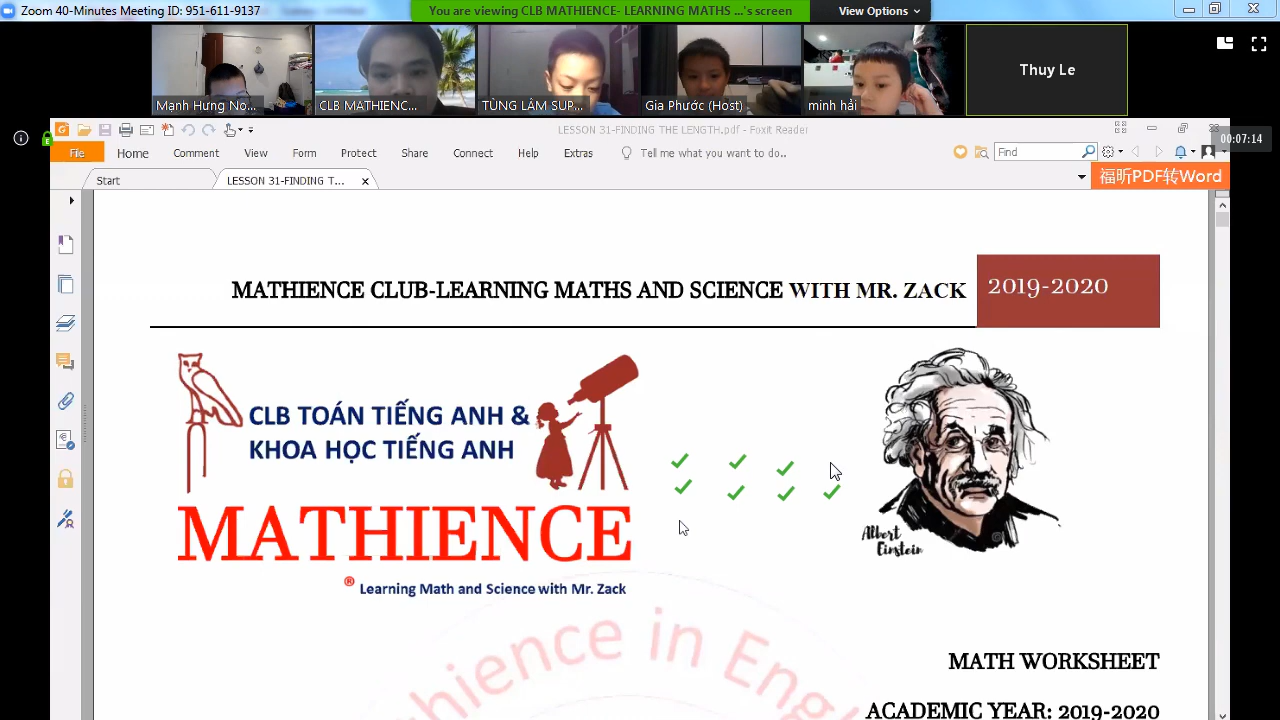 Zoom 40-Minutes Meeting ID: 951-611-9137
You are viewing CLB MATHIENCE- LEARNING MATHS ...'s screen
View Options
Mạnh Hưng No...
CLB MATHIENC...
TÙNG LÂM SUP...
Gia Phước (Host)
minh hải
Thuy Le
LESSON 31-FINDING THE LENGTH.pdf - Foxit Reader
00:07:14
File Home Comment View Form Protect Share Connect Help Extras Tell me what you want to do.. Find
Start
LESSON 31-FINDING T...
福昕PDF转Word
MATHIENCE CLUB-LEARNING MATHS AND SCIENCE WITH MR. ZACK
2019-2020
CLB TOÁN TIẾNG ANH &
KHOA HỌC TIẾNG ANH
MATHIENCE
® Learning Math and Science with Mr. Zack
Albert
Einstein
hience in Engl
MATH WORKSHEET
ACADEMIC YEAR: 2019-2020